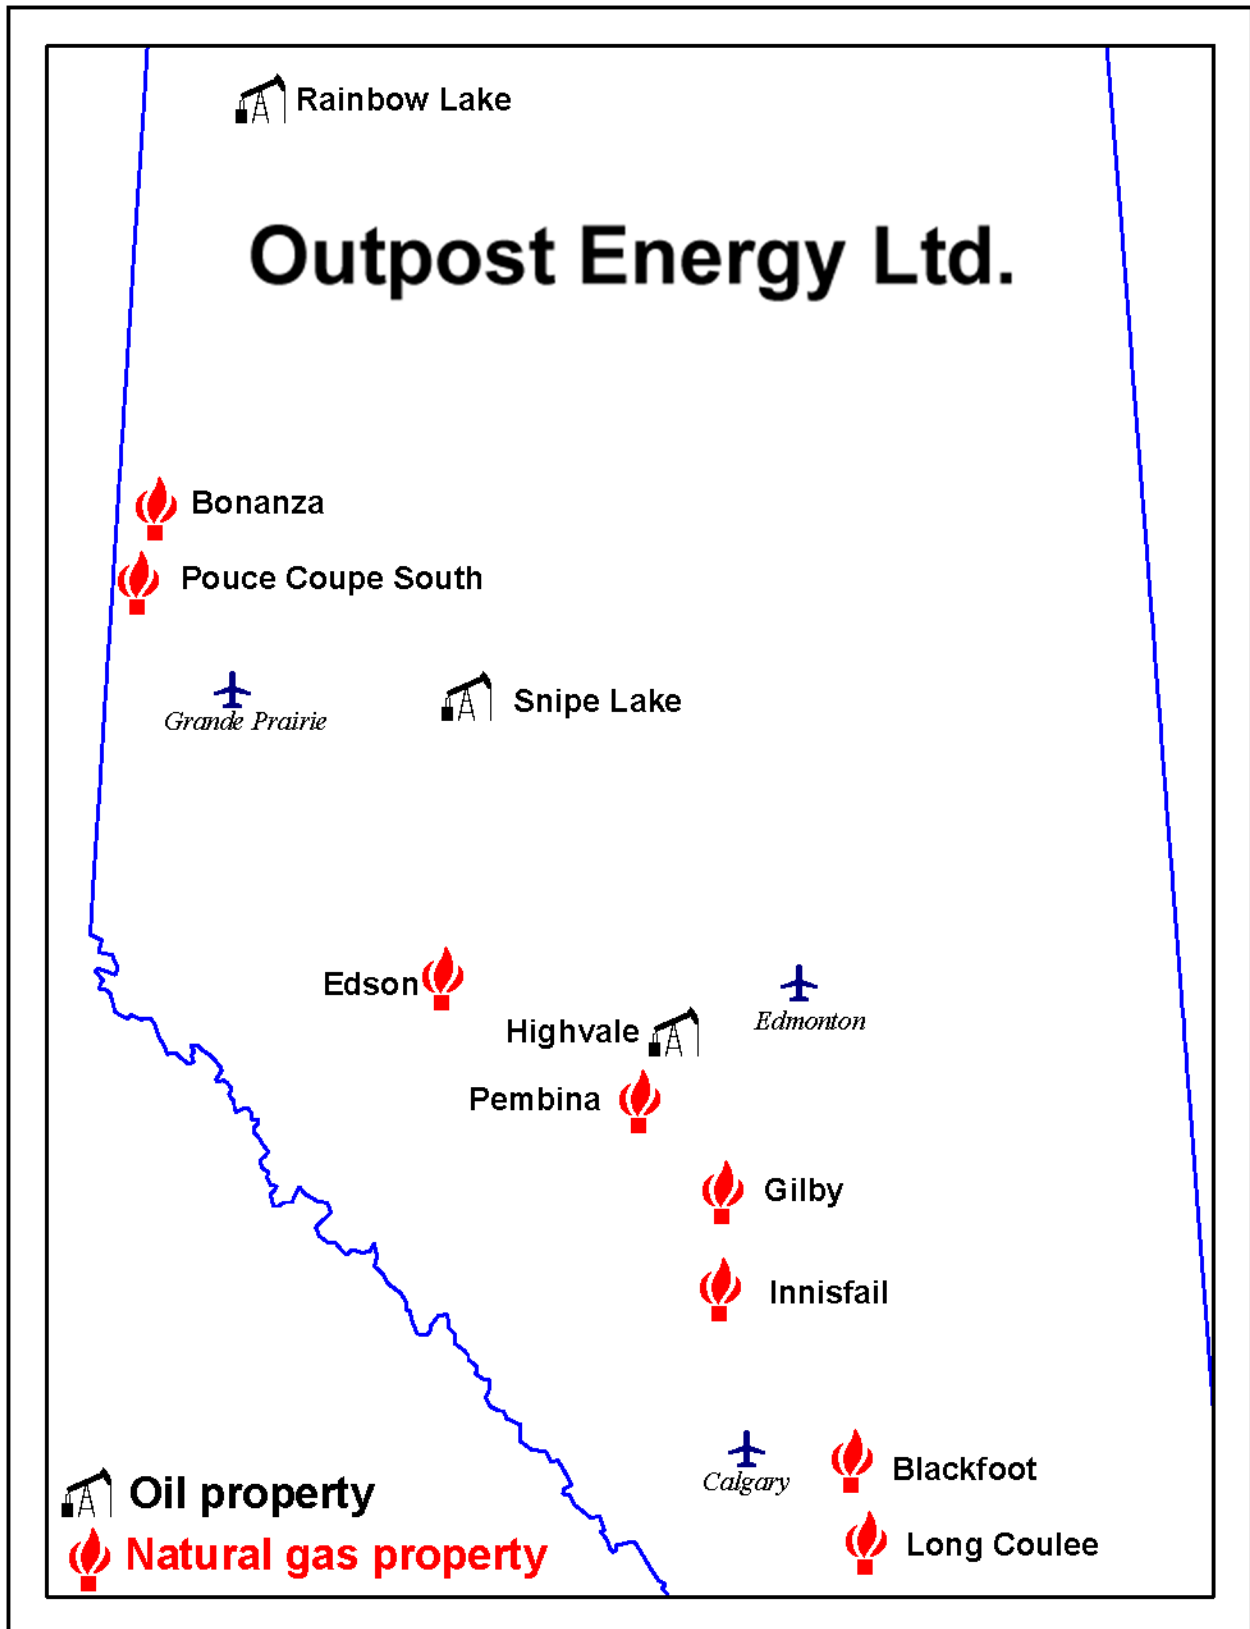 Rainbow Lake
Outpost Energy Ltd.
Bonanza
Pouce Coupe South
Grande Prairie
Snipe Lake
Edson
Edmonton
Highvale
Pembina
Gilby
Innisfail
Calgary
Blackfoot
Oil property
Long Coulee
Natural gas property